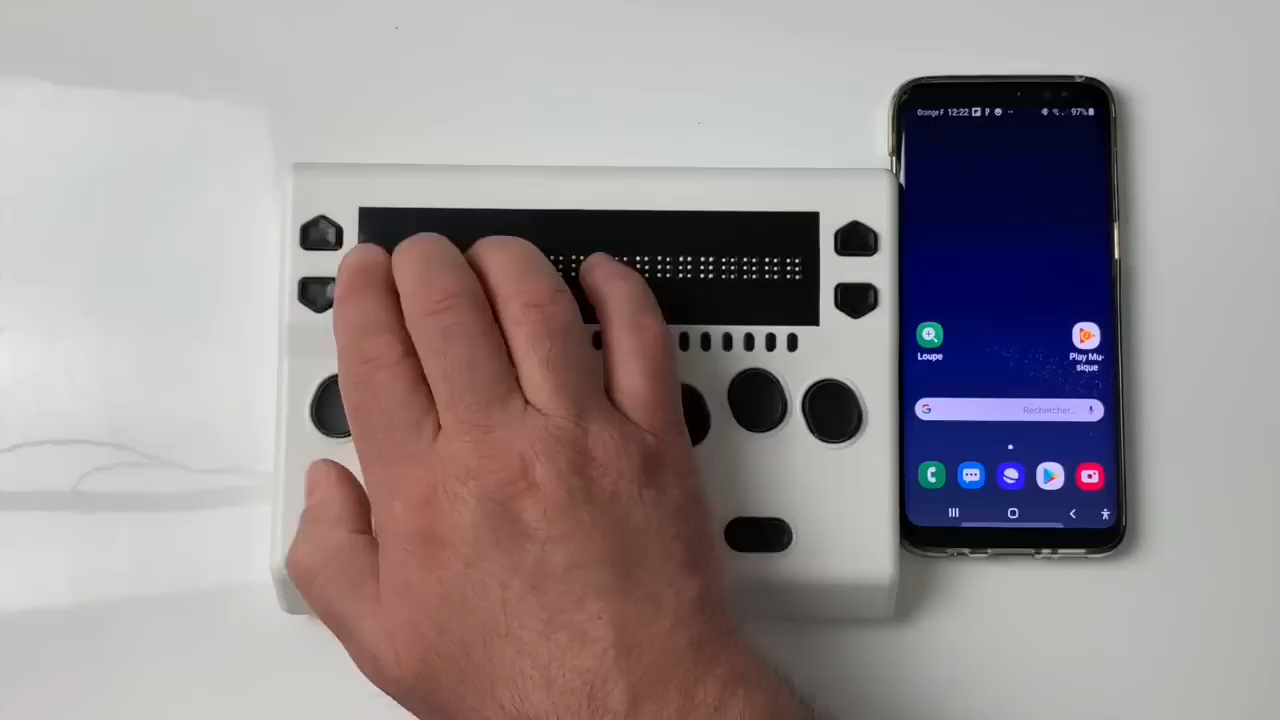 Orange F 12:22 97%
Loupe
Play Mu-
sique
Rechercher...